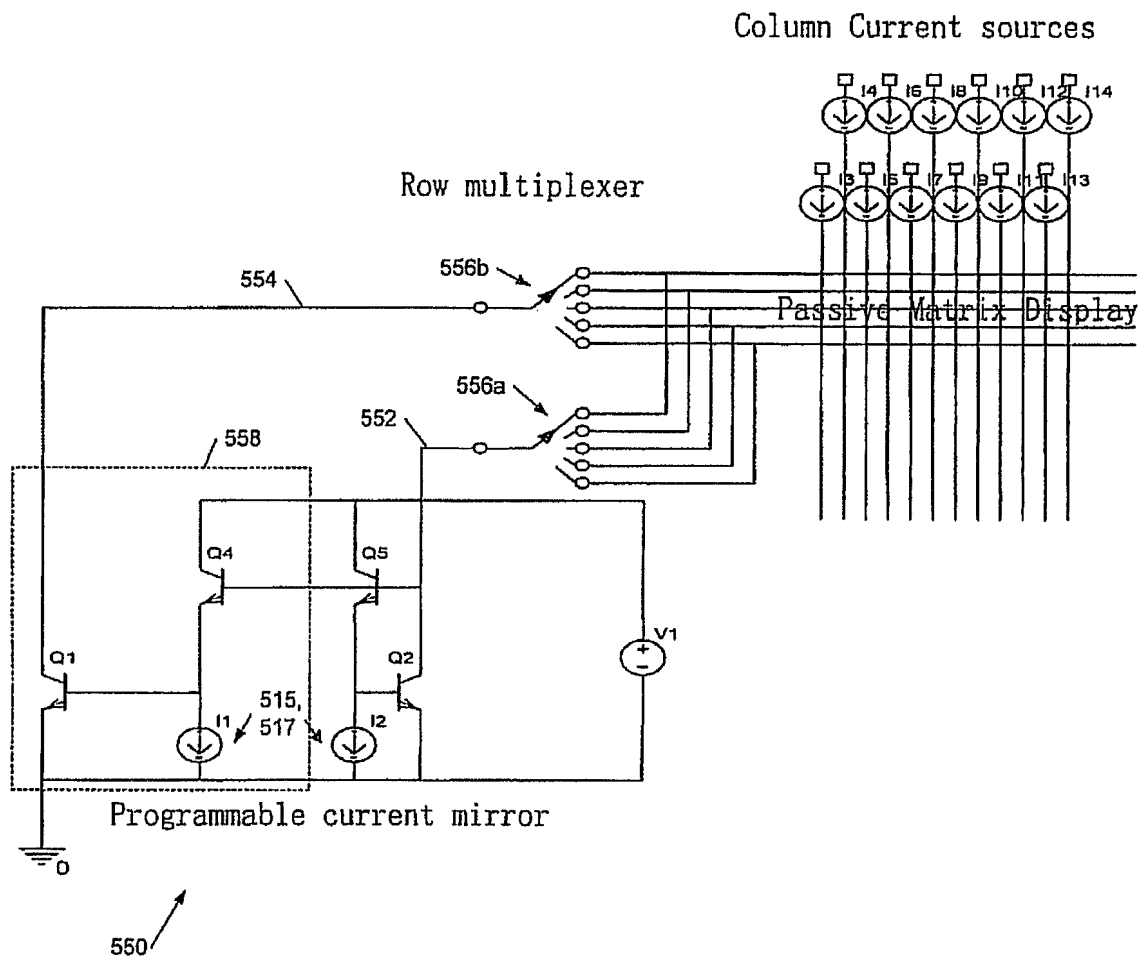 Column Current sources
I4 I6 I8 I10 I12 I14
I3 I5 I7 I9 I11 I13
Row multiplexer
556b
554
Passive Matrix Display
556a
552
558
Q4 Q5
V1
Q1 Q2
I1 515, 517 I2
Programmable current mirror
0
550